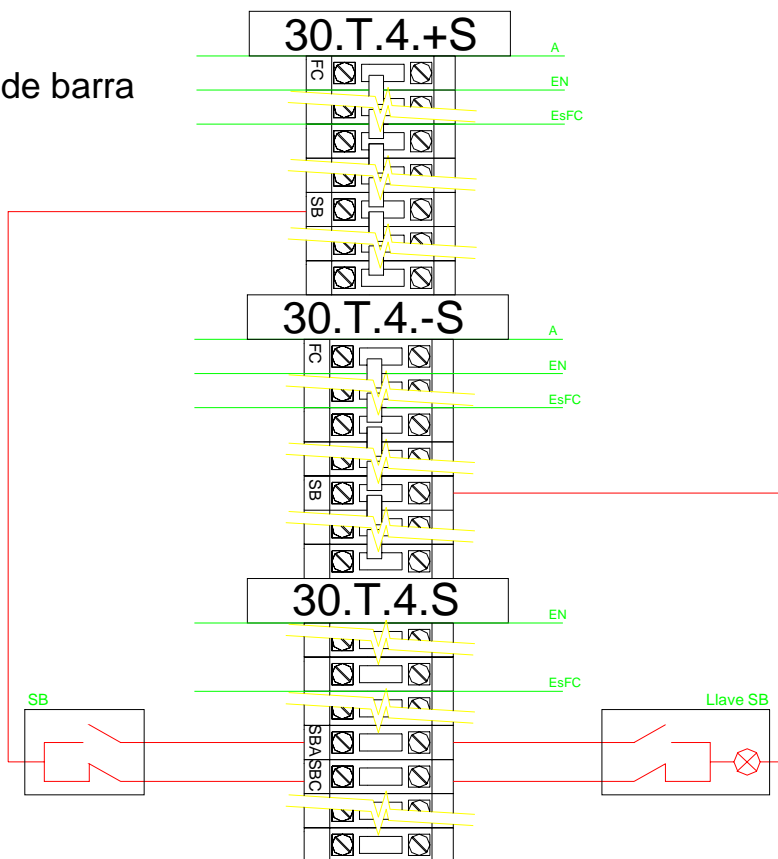 30.T.4.+S
A
FC
de barra
EN
EsFC
SB
30.T.4.-S
A
FC
EN
EsFC
SB
30.T.4.S
EN
EsFC
SB
Llave SB
SBA
SBC